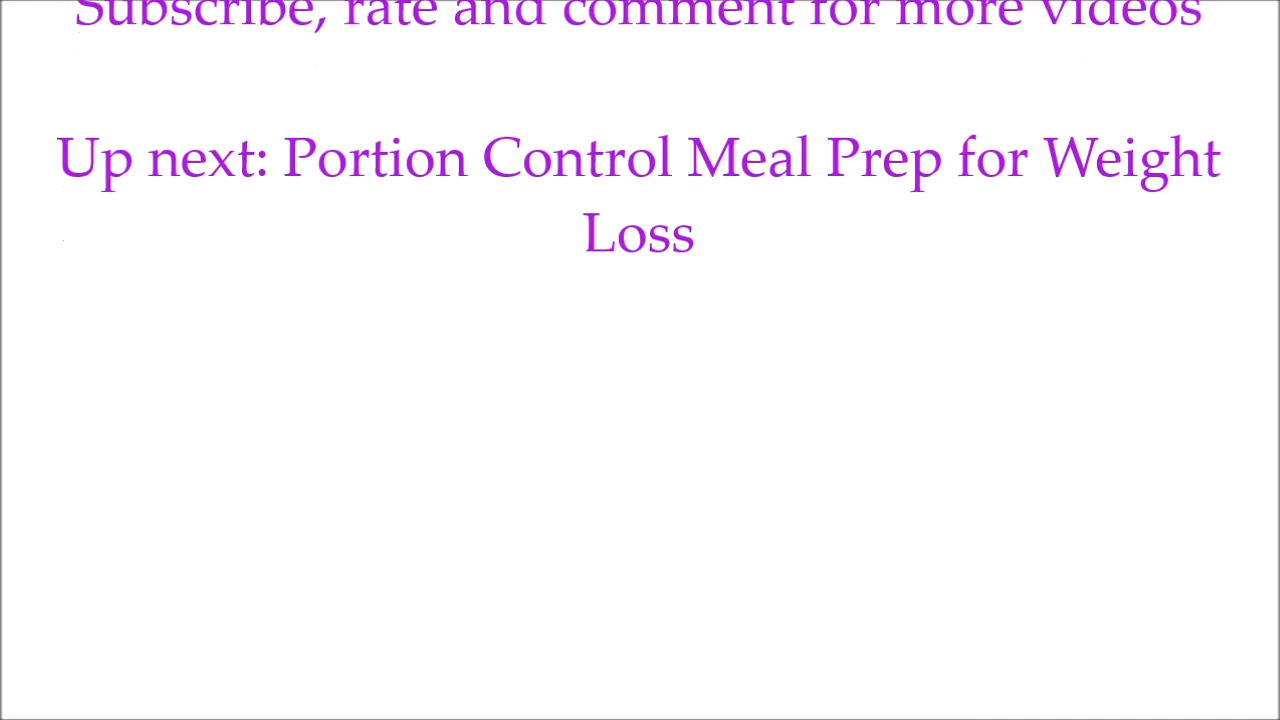 Subscribe, rate and comment for more videos
Up next: Portion Control Meal Prep for Weight
Loss